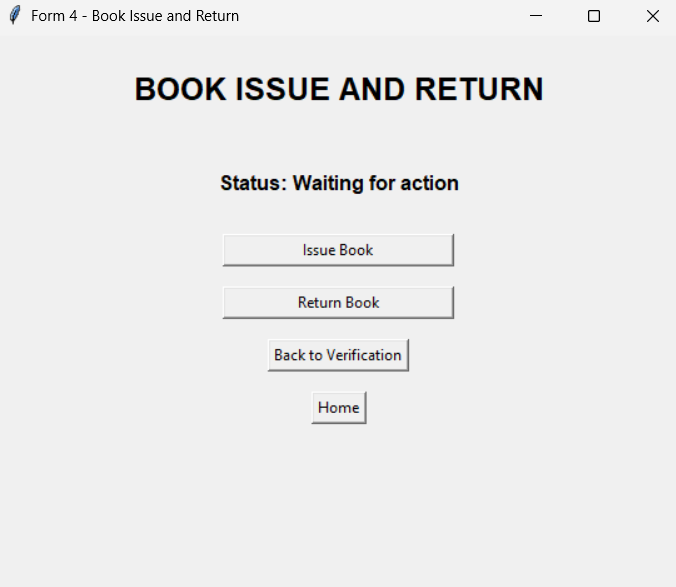 Form 4 - Book Issue and Return
BOOK ISSUE AND RETURN
Status: Waiting for action
Issue Book
Return Book
Back to Verification
Home